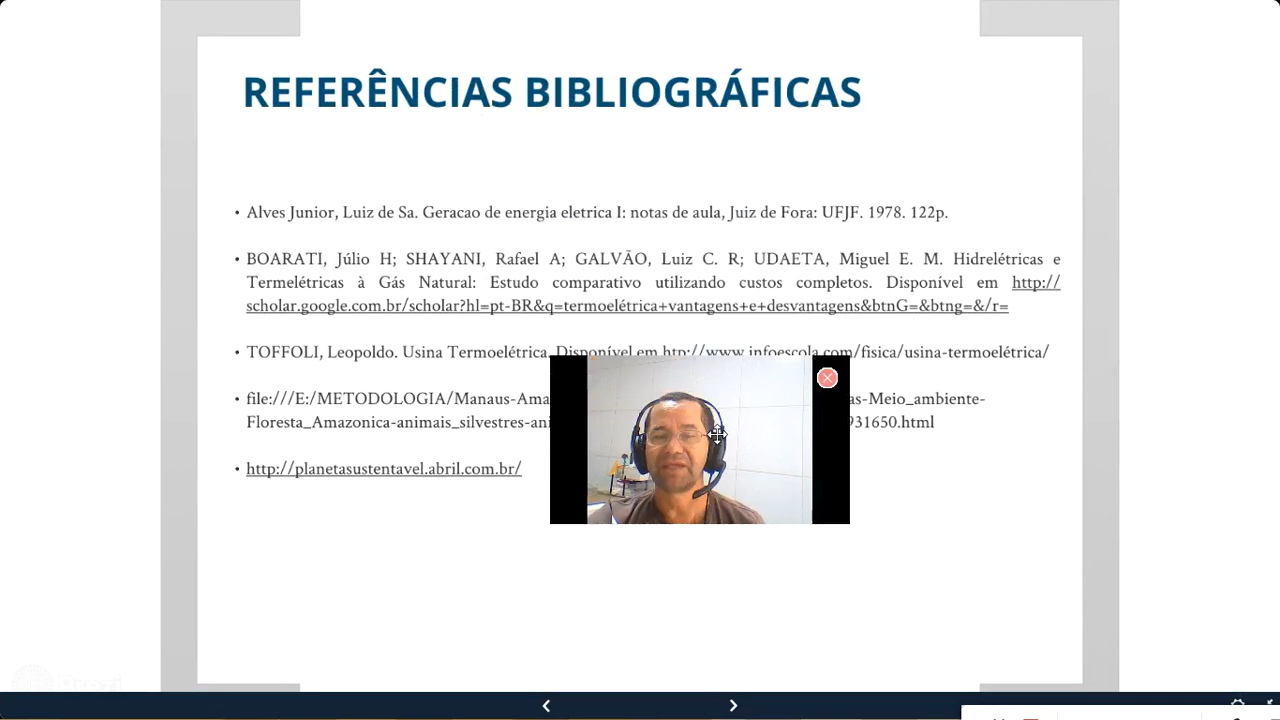 REFERÊNCIAS BIBLIOGRÁFICAS
• Alves Junior, Luiz de Sa. Geracao de energia eletrica I: notas de aula, Juiz de Fora: UFJF. 1978. 122p.
• BOARATI, Júlio H; SHAYANI, Rafael A; GALVÃO, Luiz C. R; UDAETA, Miguel E. M. Hidrelétricas e
Termelétricas à Gás Natural: Estudo comparativo utilizando custos completos. Disponível em http://
scholar.google.com.br/scholar?hl=pt-BR&q=termoelétrica+vantagens+e+desvantagens&btnG=&btng=&/r=
• TOFFOLI, Leopoldo. Usina Termoelétrica. Disponível em htp://www.infoescola.com/fisica/usina-termoelétrica/
• file:///E:/METODOLOGIA/Manaus-Ama as-Meio_ambiente-
Floresta_Amazonica-animais_silvestres-ani 931650.html
• http://planetasustentavel.abril.com.br/